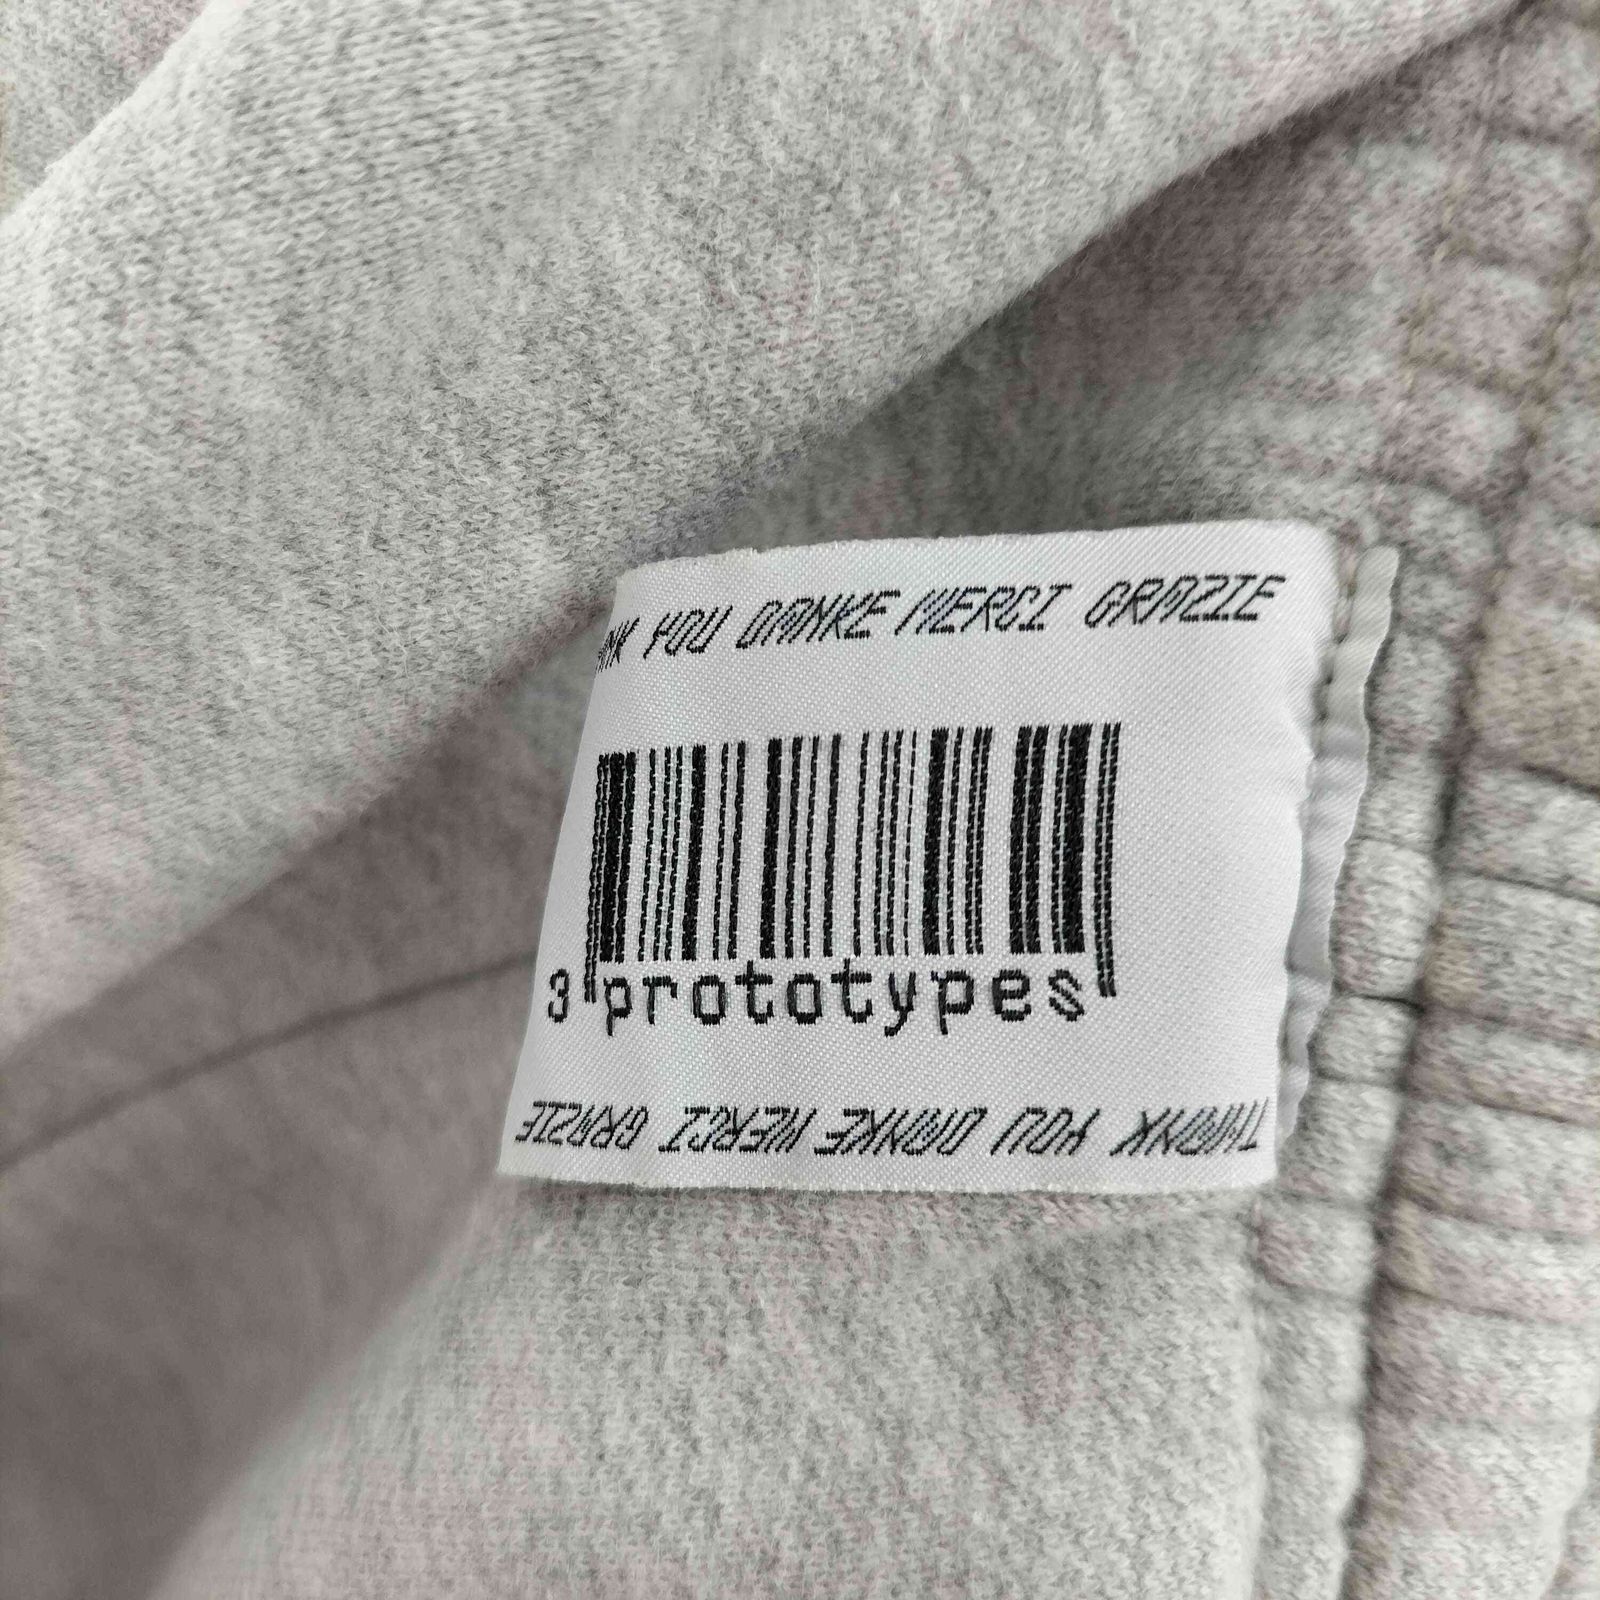 YOU DANKE MERCI GRAZIE
3 prototypes
THANK YOU DANKE MERCI GRAZIE